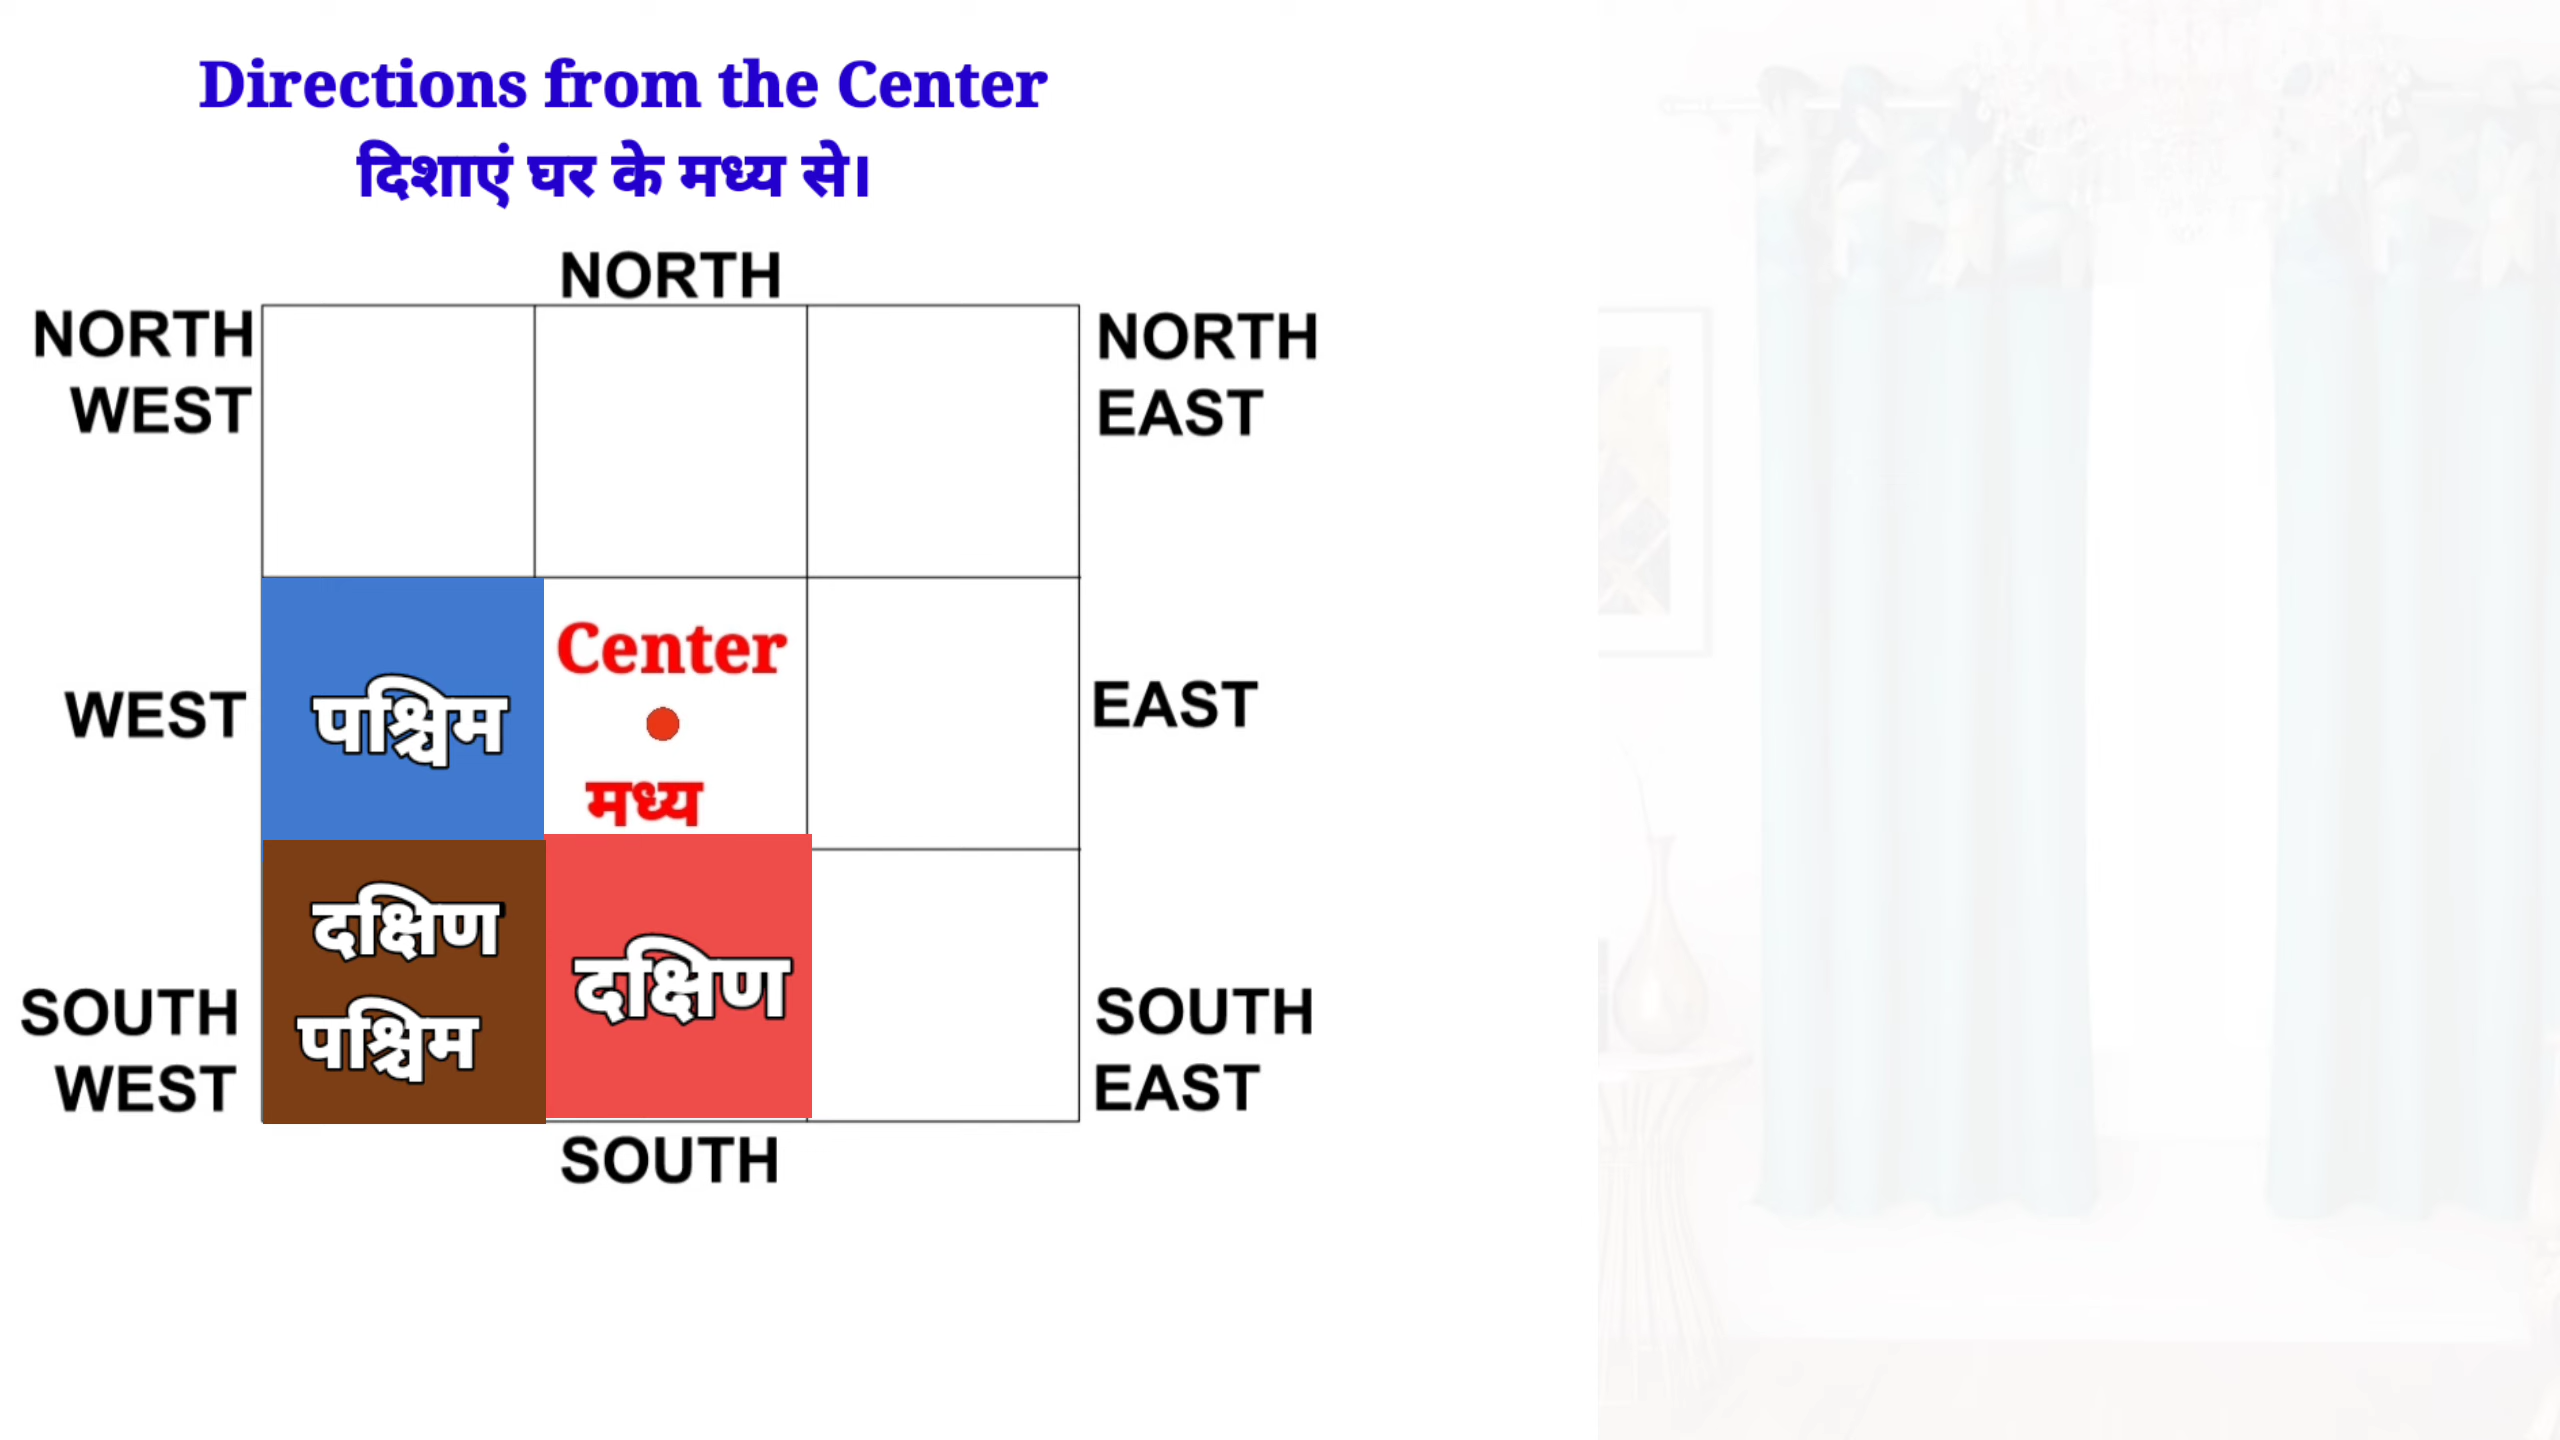 Directions from the Center
दिशाएं घर के मध्य से।
NORTH
NORTH
WEST
NORTH
EAST
WEST
पश्चिम
Center
मध्य
EAST
दक्षिण
पश्चिम
दक्षिण
SOUTH
WEST
SOUTH
EAST
SOUTH